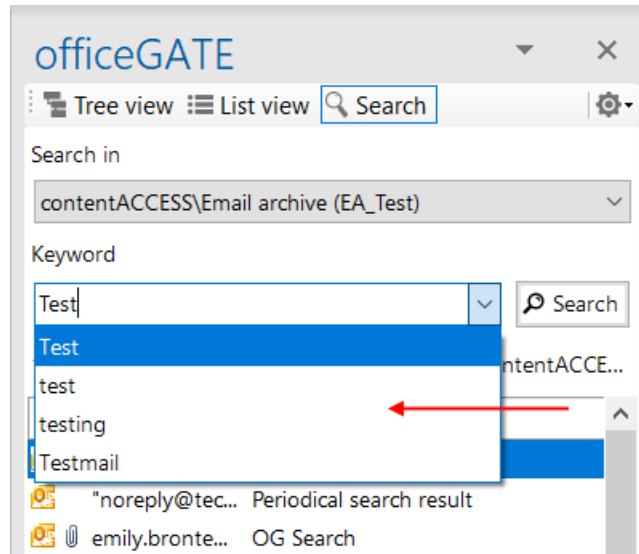 officeGATE
Tree view List view Search
Search in
contentACCESS\Email archive (EA_Test)
Keyword
Test Search
Test
test
testing
Testmail
"noreply@tec... Periodical search result
emily.bronte... OG Search